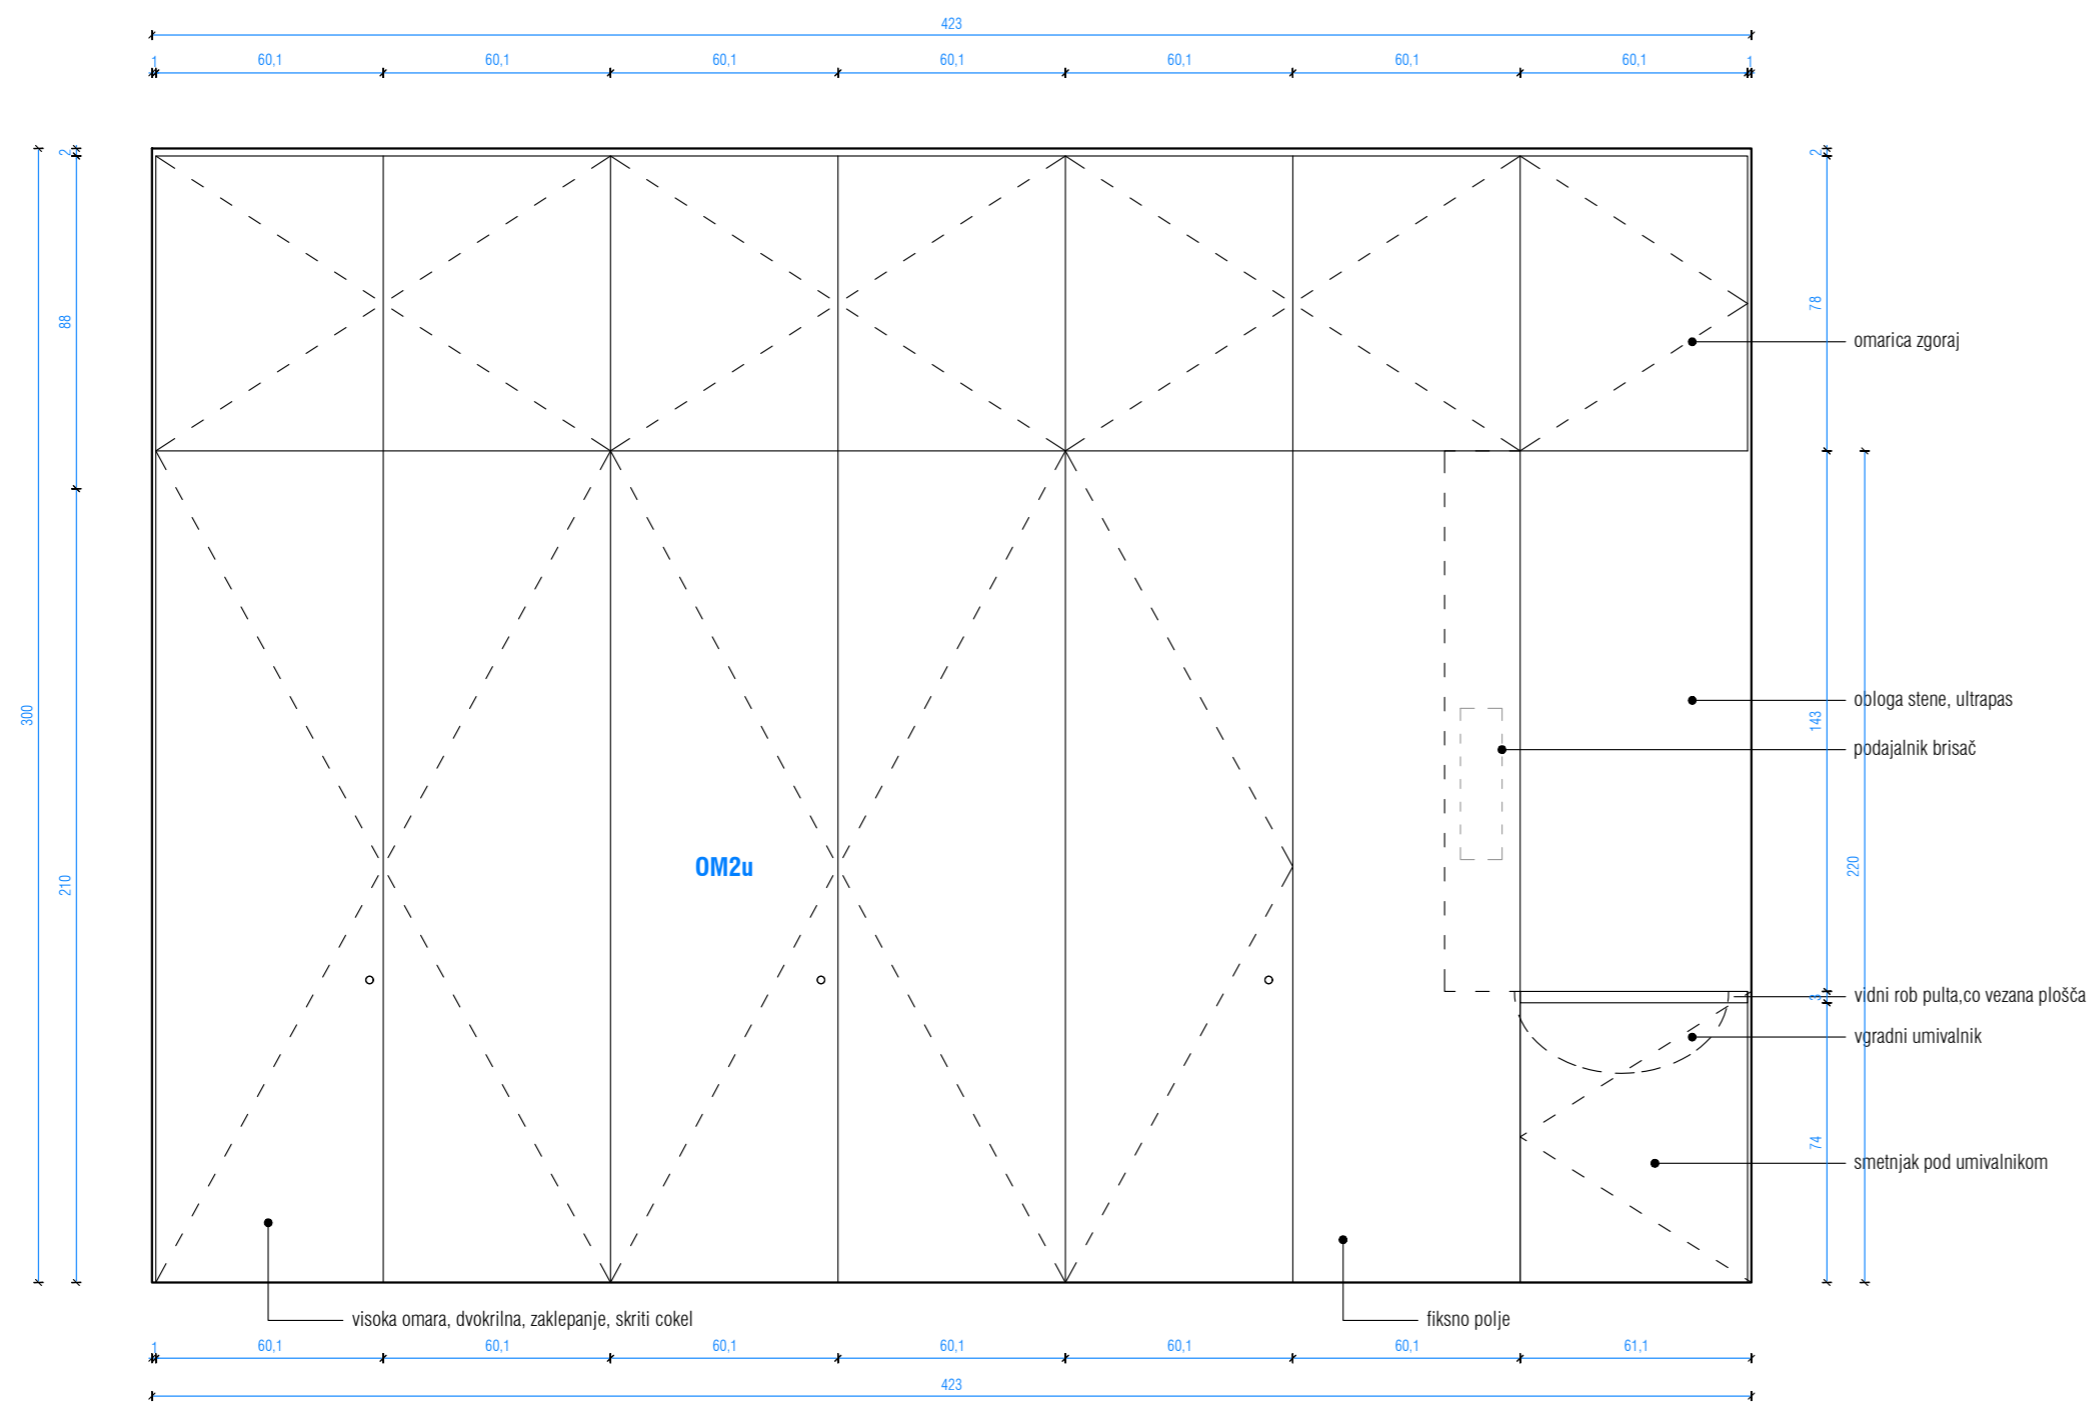 423
1 60,1 60,1 60,1 60,1 60,1 60,1 60,1 1
2
88
300
210
2
78
omarica zgoraj
obloga stene, ultrapas
143
podajalnik brisač
OM2u
220
3
vidni rob pulta,co vezana plošča
vgradni umivalnik
74
smetnjak pod umivalnikom
visoka omara, dvokrilna, zaklepanje, skriti cokel
fiksno polje
1 60,1 60,1 60,1 60,1 60,1 60,1 61,1
423